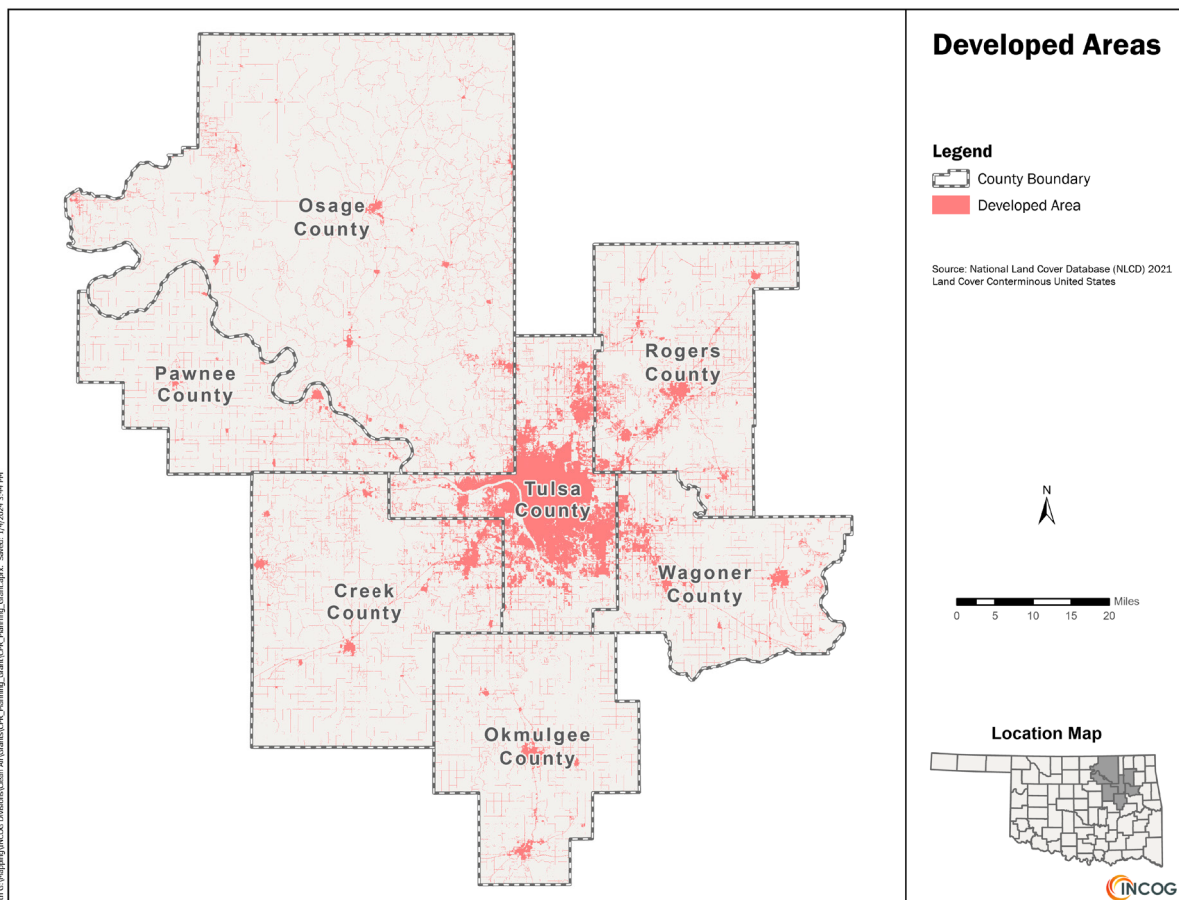 Developed Areas
Legend
County Boundary
Developed Area
Source: National Land Cover Database (NLCD) 2021
Land Cover Conterminous United States
Osage
County
Rogers
County
Pawnee
County
Tulsa
County
Creek
County
Wagoner
County
Okmulgee
County
N
Miles
0 5 10 15 20
Location Map
INCOG